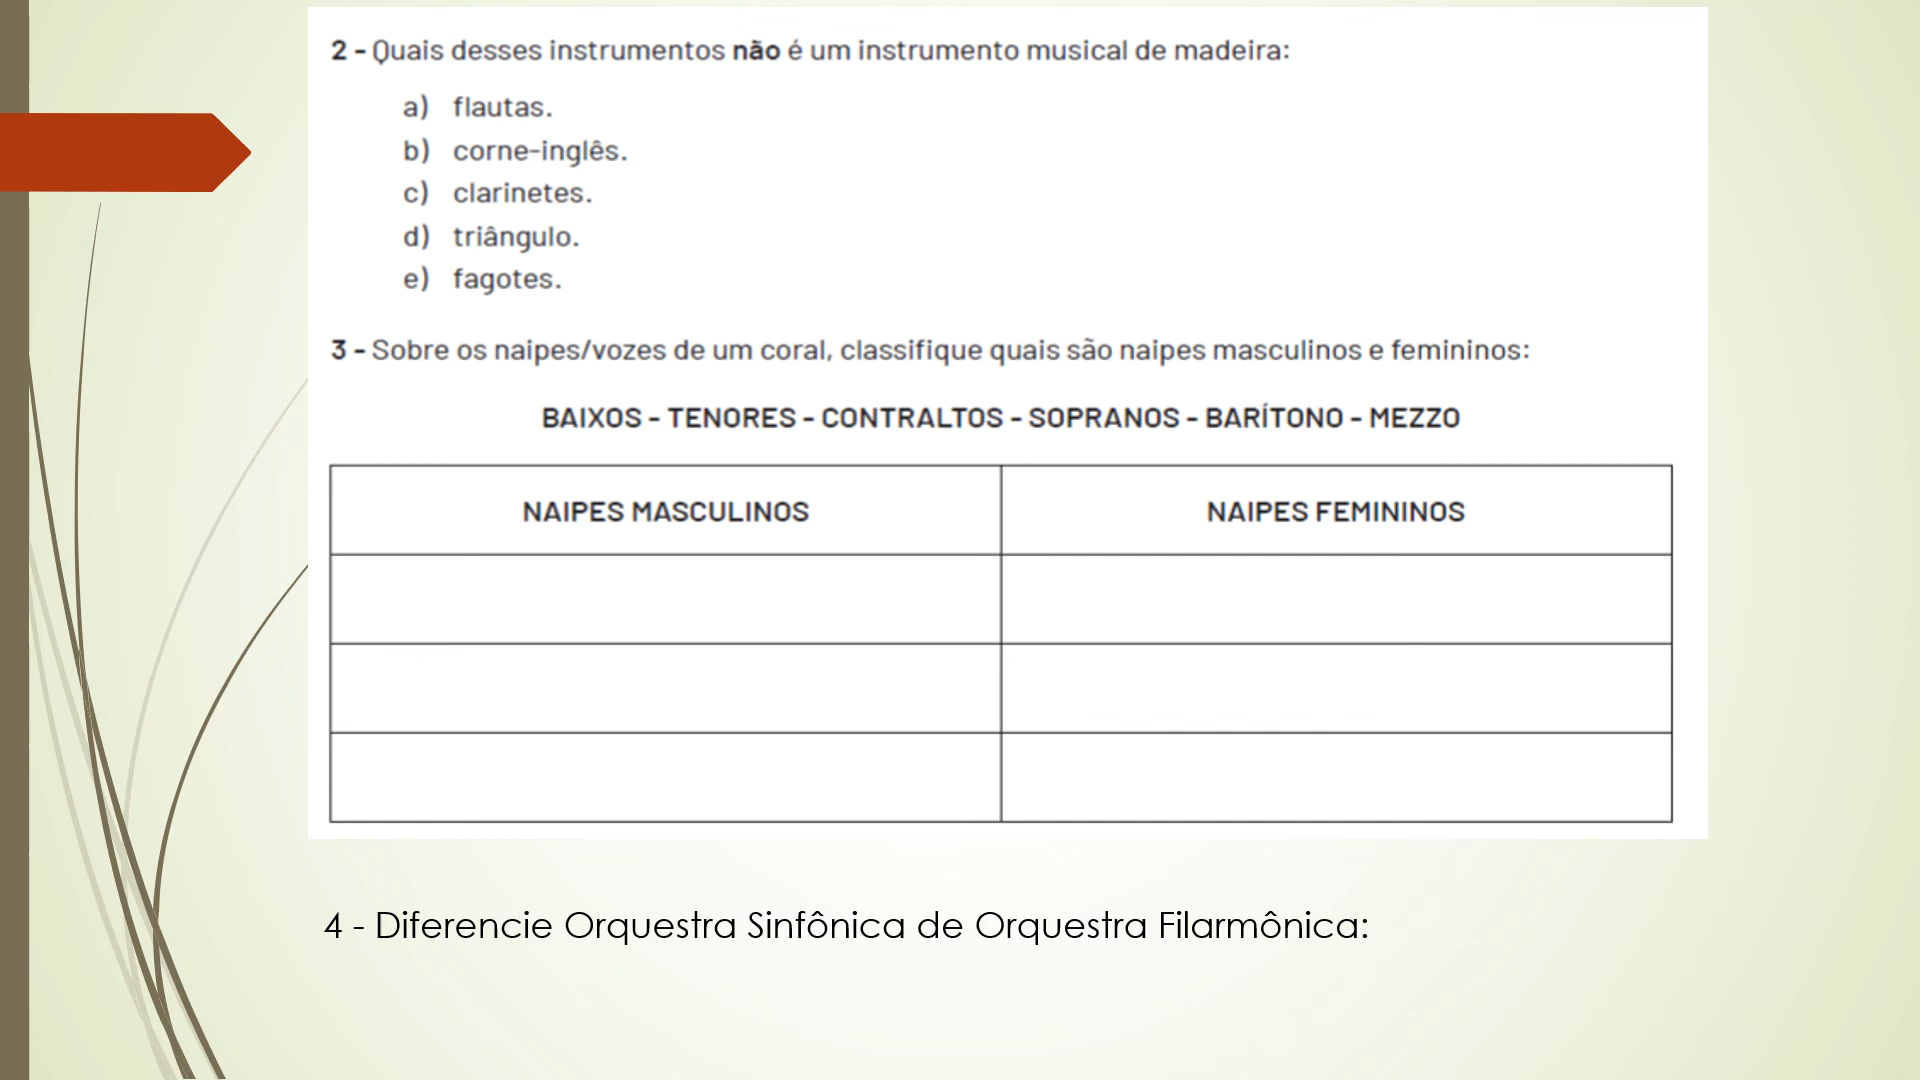 2 - Quais desses instrumentos não é um instrumento musical de madeira:
a) flautas.
b) corne-inglês.
c) clarinetes.
d) triângulo.
e) fagotes.
3 - Sobre os naipes/vozes de um coral, classifique quais são naipes masculinos e femininos:
BAIXOS - TENORES - CONTRALTOS - SOPRANOS - BARÍTONO - MEZZO
NAIPES MASCULINOS NAIPES FEMININOS
4 - Diferencie Orquestra Sinfônica de Orquestra Filarmônica: